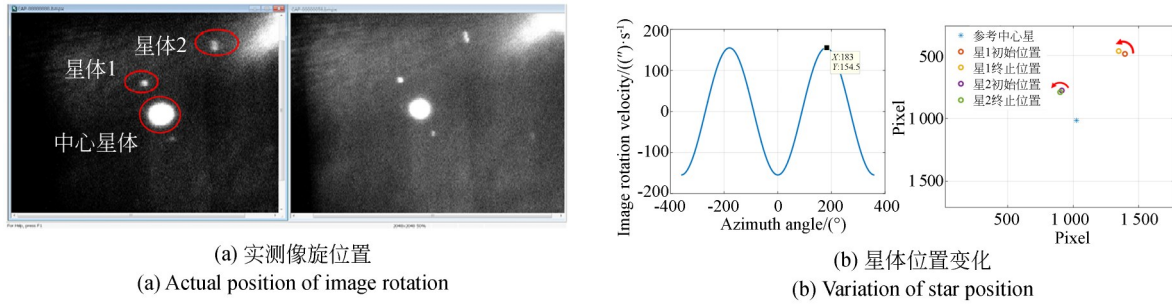 星体2
星体1
中心星体
(a) 实测像旋位置
(a) Actual position of image rotation
Image rotation velocity/((″)·s⁻¹)
200
150
100
0
-100
-200
-400
-200
0
200
400
Azimuth angle/(°)
X:183
Y:154.5
参考中心星
星1初始位置
星1终止位置
星2初始位置
星2终止位置
Pixel
500
1 000
1 500
500
1 000
1 500
Pixel
(b) 星体位置变化
(b) Variation of star position